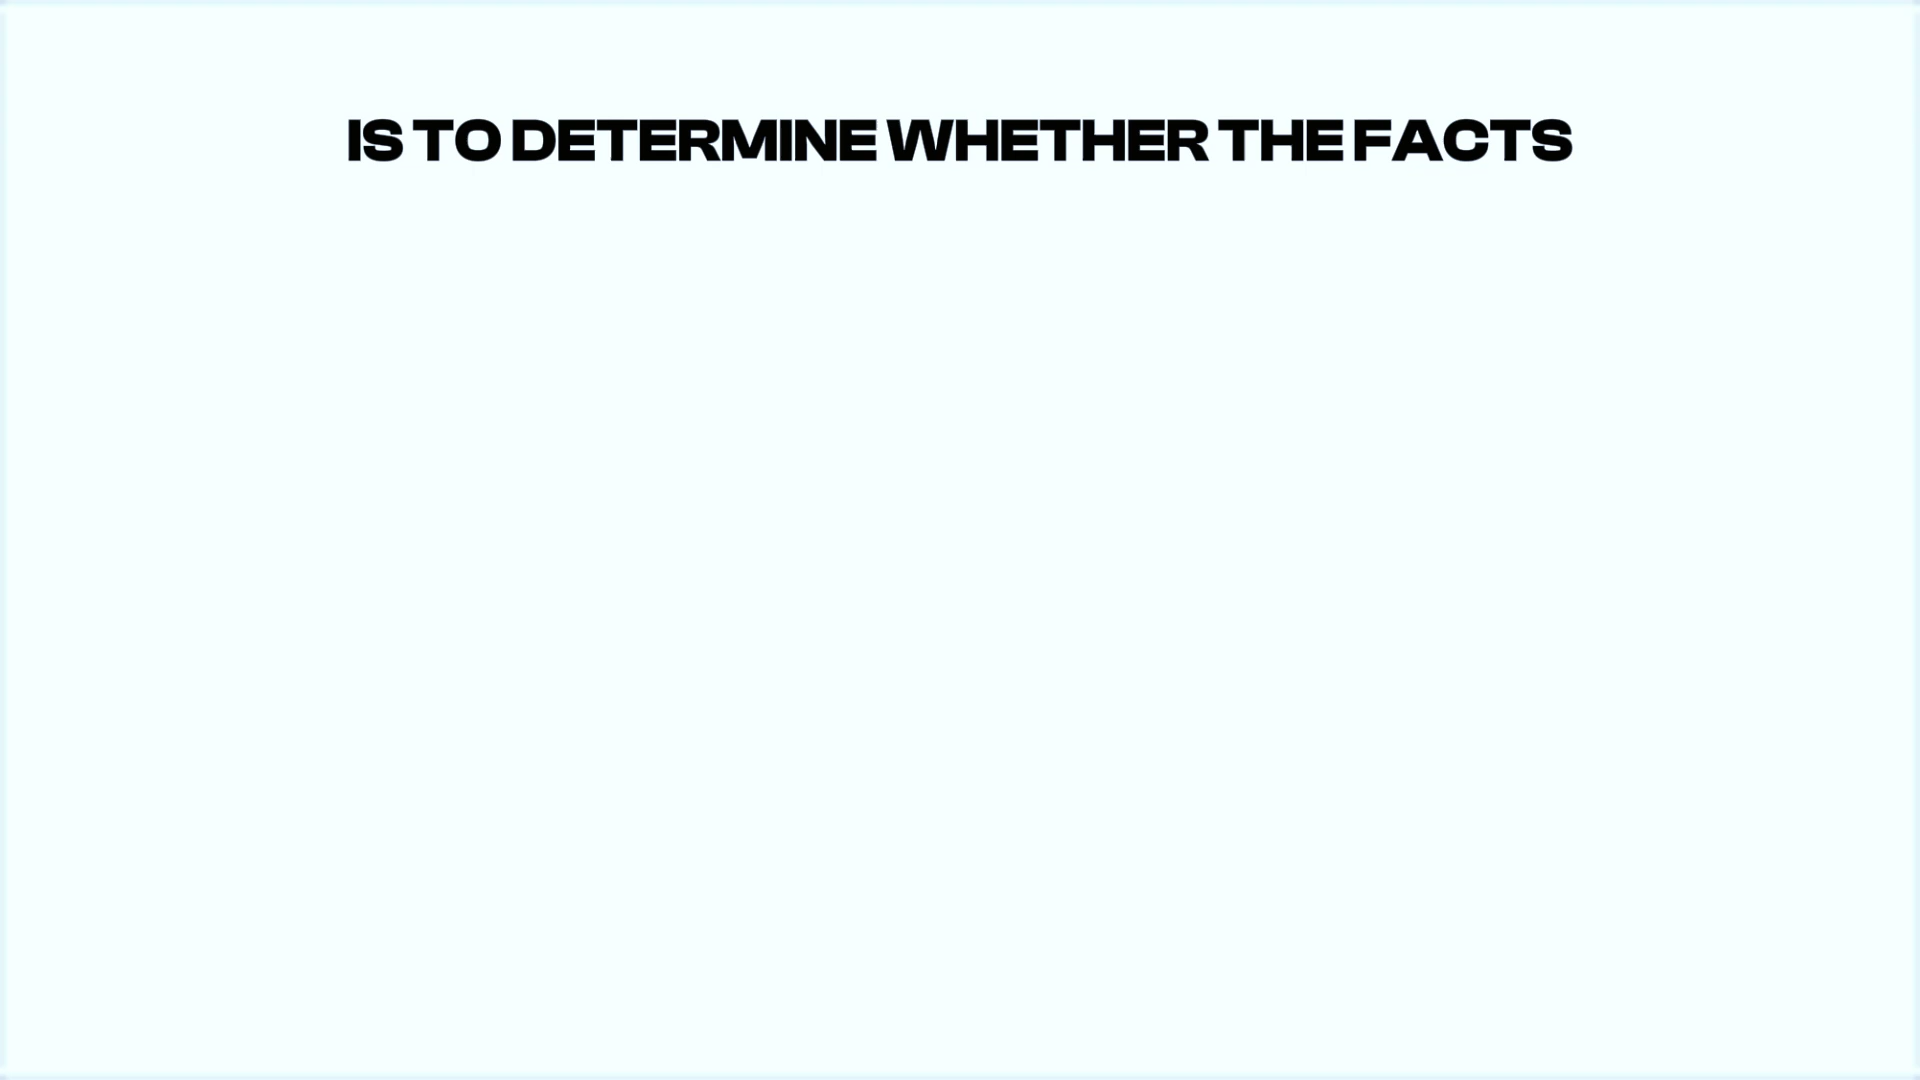 IS TO DETERMINE WHETHER THE FACTS